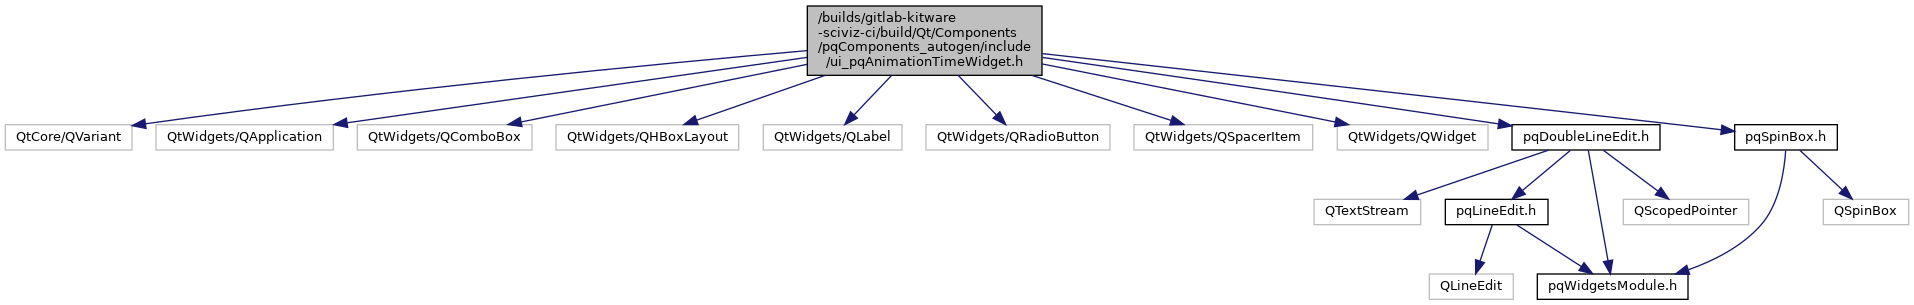 /builds/gitlab-kitware
-sciviz-ci/build/Qt/Components
/pqComponents_autogen/include
/ui_pqAnimationTimeWidget.h
QtCore/QVariant
QtWidgets/QApplication
QtWidgets/QComboBox
QtWidgets/QHBoxLayout
QtWidgets/QLabel
QtWidgets/QRadioButton
QtWidgets/QSpacerItem
QtWidgets/QWidget
pqDoubleLineEdit.h
pqSpinBox.h
QTextStream
pqLineEdit.h
QScopedPointer
QSpinBox
QLineEdit
pqWidgetsModule.h